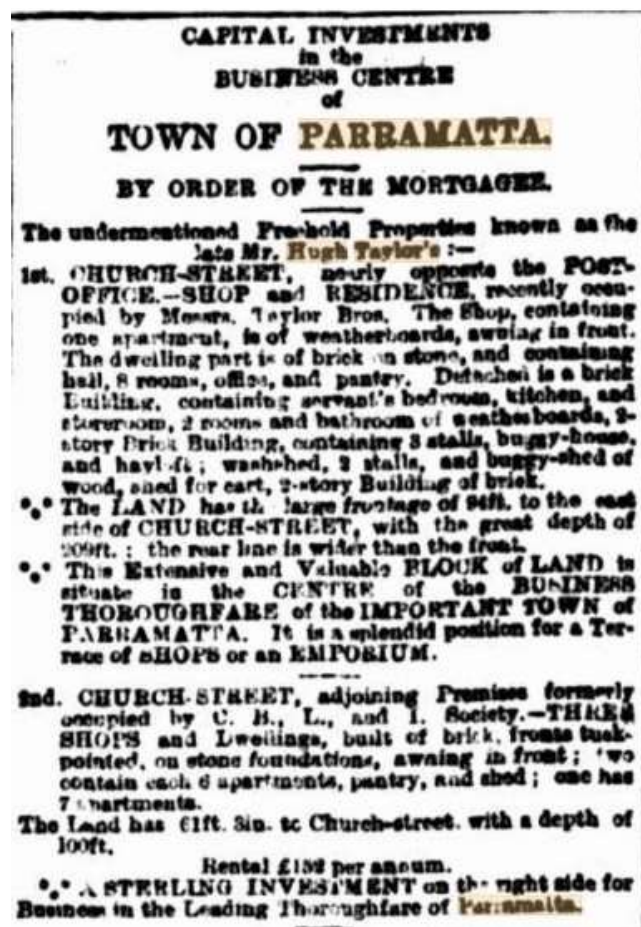 CAPITAL INVESTMENTS
in the
BUSINESS CENTRE
of
TOWN OF PARRAMATTA.
BY ORDER OF THE MORTGAGEE.
The undermentioned Freehold Properties known as the
late Mr. Hugh Taylor's :—
1st. CHURCH-STREET, nearly opposite the POST-
OFFICE.—SHOP and RESIDENCE, recently occu-
pied by Messrs. Taylor Bros. The Shop, containing
one apartment, is of weatherboards, awning in front.
The dwelling part is of brick on stone, and containing
hall, 8 rooms, office, and pantry. Detached is a brick
Building, containing servant's bedroom, kitchen, and
storeroom, 2 rooms and bathroom of weatherboards, 2-
story Brick Building, containing 3 stalls, buggy-house,
and hayloft; washshed, 2 stalls, and buggy-shed of
wood, shed for cart, 2-story Building of brick.
⁂ The LAND has the large frontage of 94ft. to the east
side of CHURCH-STREET, with the great depth of
209ft. ; the rear line is wider than the front.
⁂ This Extensive and Valuable BLOCK of LAND is
situate in the CENTRE of the BUSINESS
THOROUGHFARE of the IMPORTANT TOWN of
PARRAMATTA. It is a splendid position for a Ter-
race of SHOPS or an EMPORIUM.
2nd. CHURCH-STREET, adjoining Premises formerly
occupied by C. B., L., and I. Society.—THREE
SHOPS and Dwellings, built of brick, fronts tuck-
pointed, on stone foundations, awning in front ; two
contain each 6 apartments, pantry, and shed ; one has
7 apartments.
The Land has 61ft. 3in. to Church-street, with a depth of
100ft.
Rental £152 per annum.
⁂ A STERLING INVESTMENT on the right side for
Business in the Leading Thoroughfare of Parramatta.